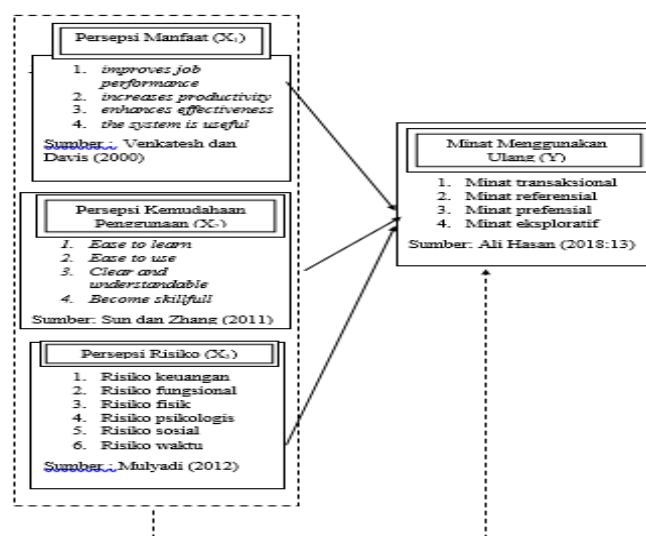 Persepsi Manfaat (X₁)
1. improves job
performance
2. increases productivity
3. enhances effectiveness
4. the system is useful
Sumber : Venkatesh dan
Davis (2000)
Persepsi Kemudahaan
Penggunaan (X₂)
1. Ease to learn
2. Ease to use
3. Clear and
understandable
4. Become skillfull
Sumber: Sun dan Zhang (2011)
Persepsi Risiko (X₃)
1. Risiko keuangan
2. Risiko fungsional
3. Risiko fisik
4. Risiko psikologis
5. Risiko sosial
6. Risiko waktu
Sumber : Mulyadi (2012)
Minat Menggunakan
Ulang (Y)
1. Minat transaksional
2. Minat referensial
3. Minat prefensial
4. Minat eksploratif
Sumber: Ali Hasan (2018:13)